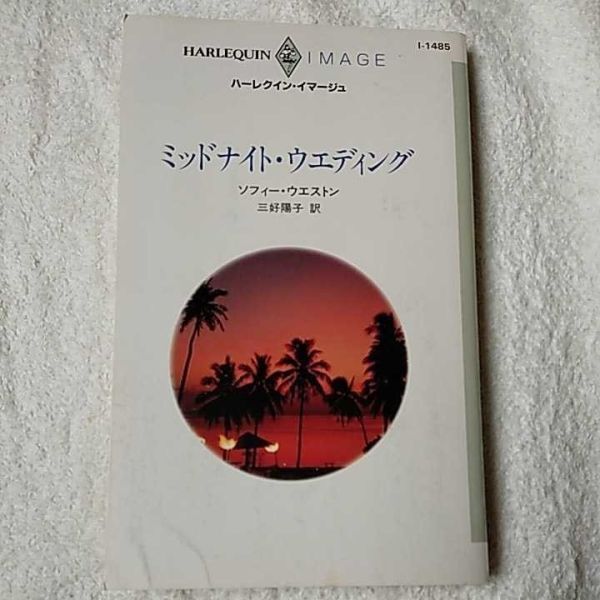 HARLEQUIN IMAGE I-1485
ハーレクイン・イマージュ
ミッドナイト・ウエディング
ソフィー・ウエストン
三好陽子 訳